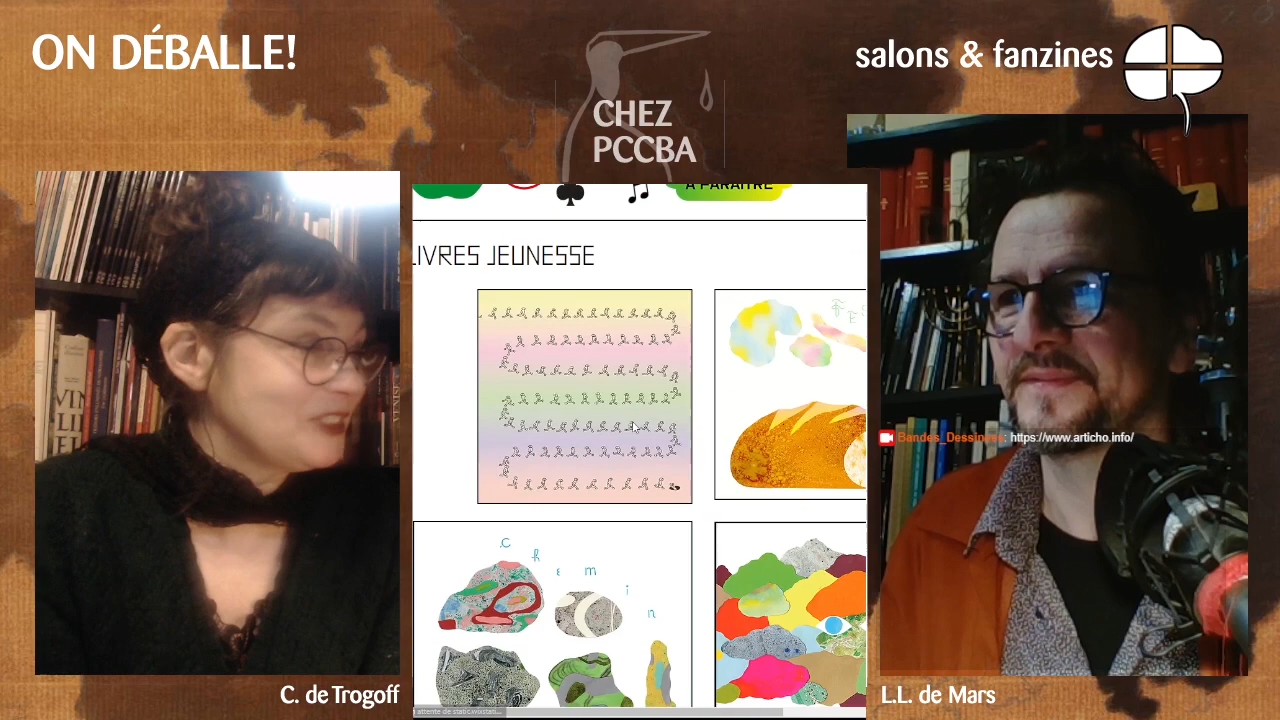 ON DÉBALLE!
salons & fanzines
CHEZ
PCCBA
À PARAÎTRE
LIVRES JEUNESSE
C
h
e
m
i
n
Bandes_Dessinées: https://www.articho.info/
C. de Trogoff
L.L. de Mars